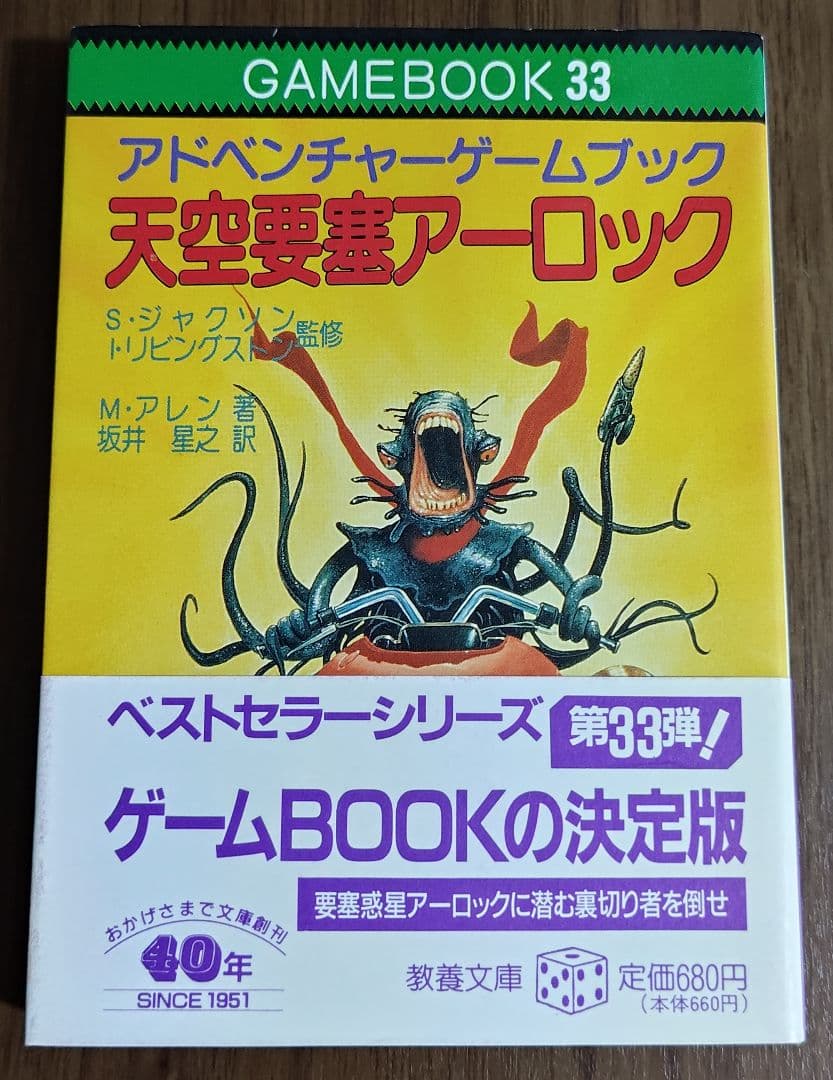 GAMEBOOK 33
アドベンチャーゲームブック
天空要塞アーロック
S・ジャクソン
I・リビングストン
監修
M・アレン 著
坂井 星之 訳
ベストセラーシリーズ 第33弾!
ゲームBOOKの決定版
要塞惑星アーロックに潜む裏切り者を倒せ
おかげさまで文庫創刊
40年
SINCE 1951
教養文庫
定価680円
(本体660円)